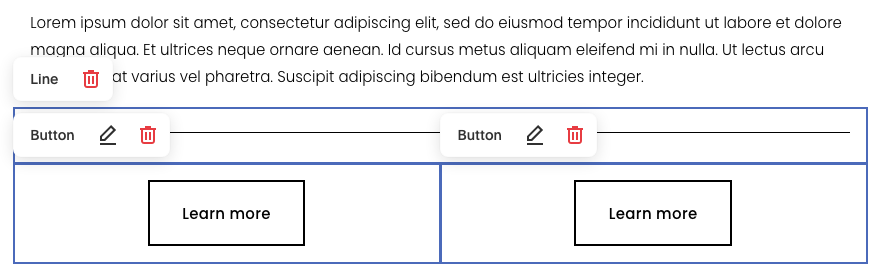 Lorem ipsum dolor sit amet, consectetur adipiscing elit, sed do eiusmod tempor incididunt ut labore et dolore
magna aliqua. Et ultrices neque ornare aenean. Id cursus metus aliquam eleifend mi in nulla. Ut lectus arcu
at varius vel pharetra. Suscipit adipiscing bibendum est ultricies integer.
Line
Button
Button
Learn more
Learn more